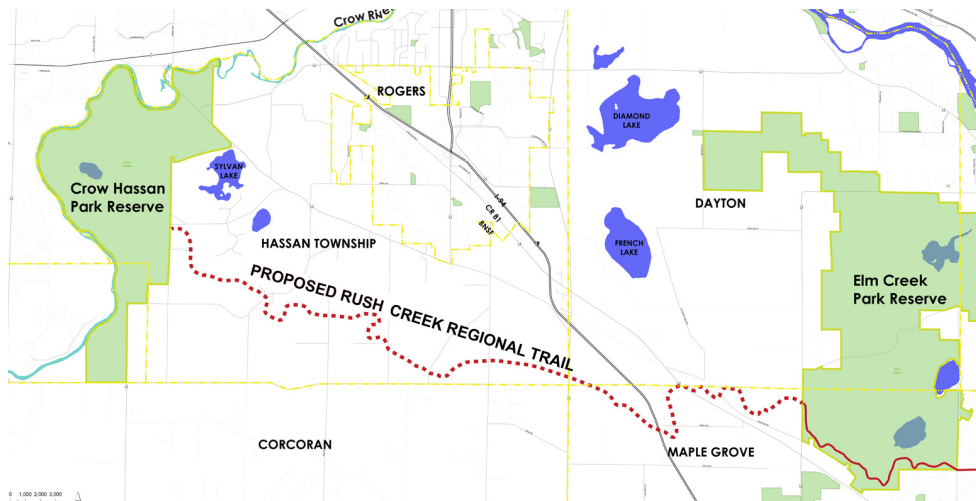 Crow River
ROGERS
DIAMOND
LAKE
SYLVAN
LAKE
Crow Hassan
Park Reserve
I-94
CR 81
BNSF
DAYTON
HASSAN TOWNSHIP
FRENCH
LAKE
PROPOSED RUSH CREEK REGIONAL TRAIL
Elm Creek
Park Reserve
CORCORAN
MAPLE GROVE
0 1,000 2,000 3,000